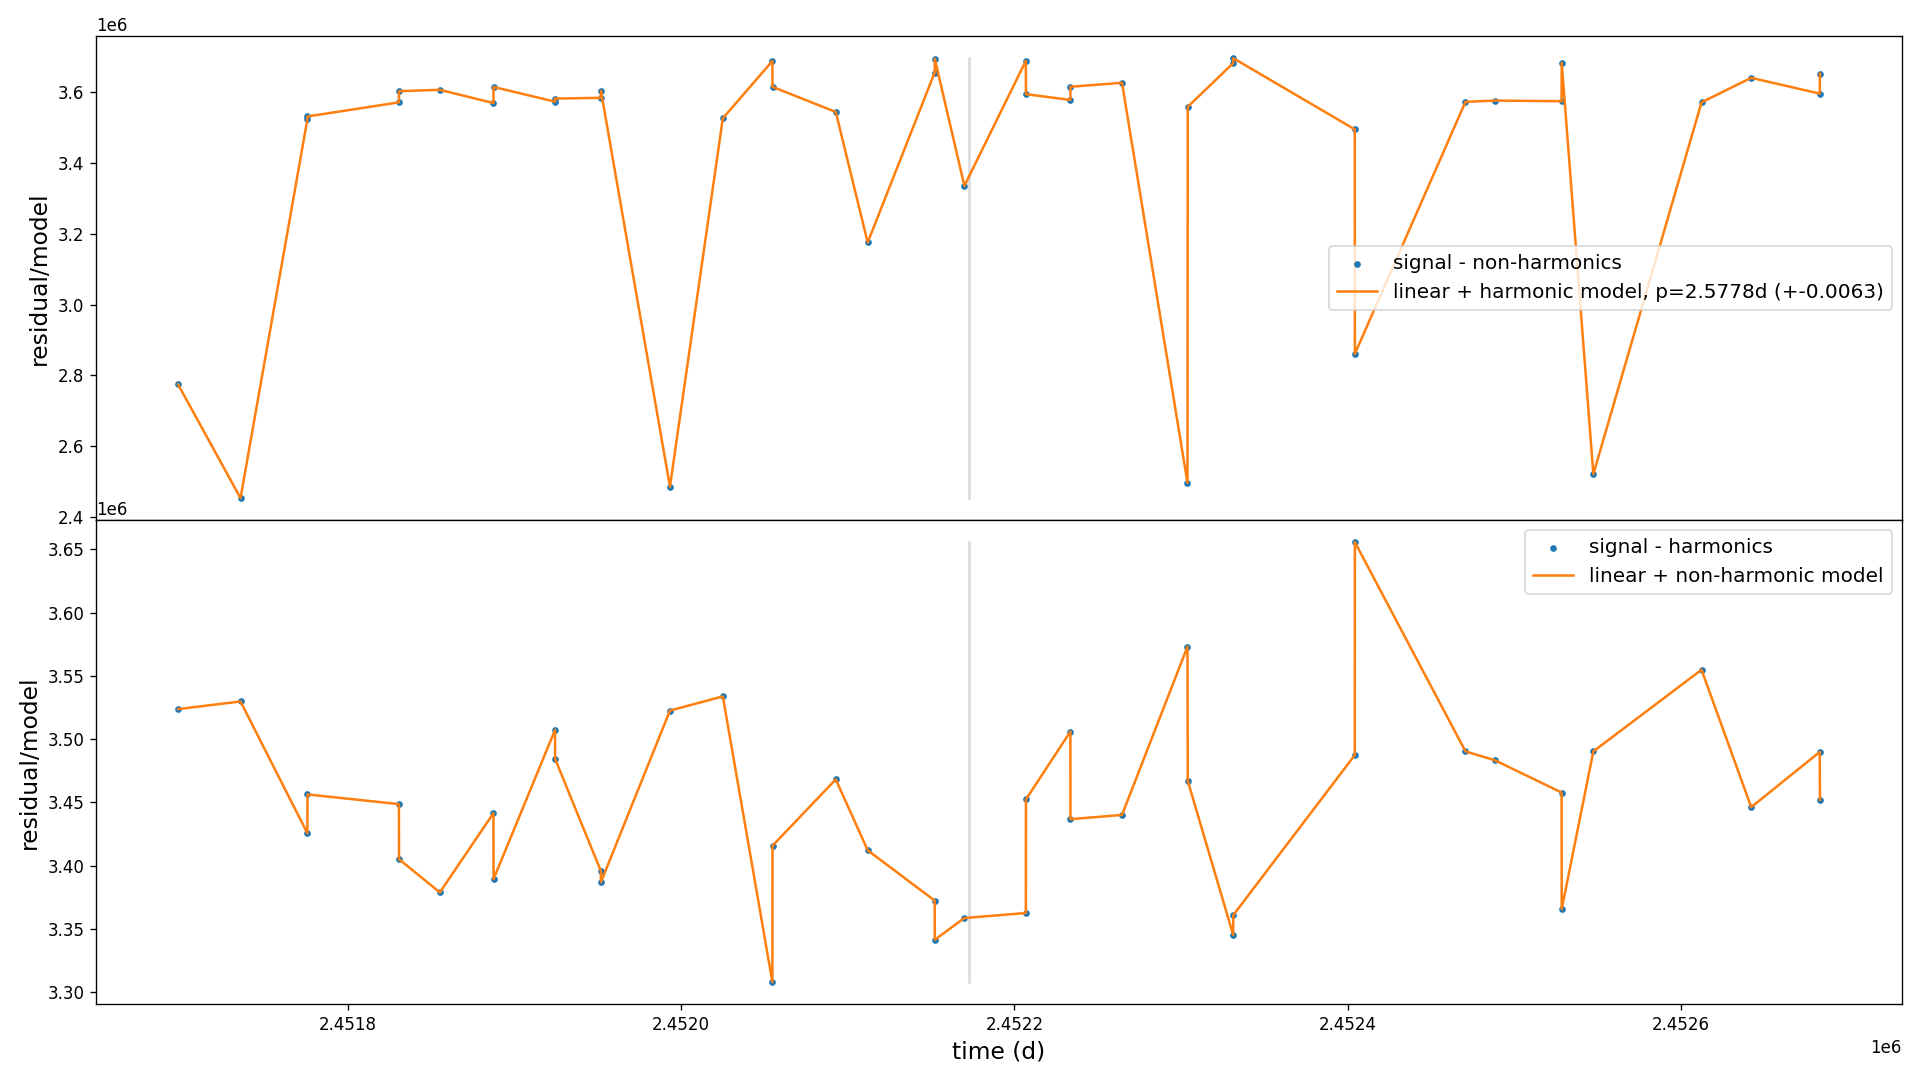 1e6
3.6
3.4
3.2
3.0
2.8
2.6
2.4
residual/model
signal - non-harmonics
linear + harmonic model, p=2.5778d (+-0.0063)
1e6
3.65
3.60
3.55
3.50
3.45
3.40
3.35
3.30
residual/model
signal - harmonics
linear + non-harmonic model
2.4518 2.4520 2.4522 2.4524 2.4526
time (d)
1e6